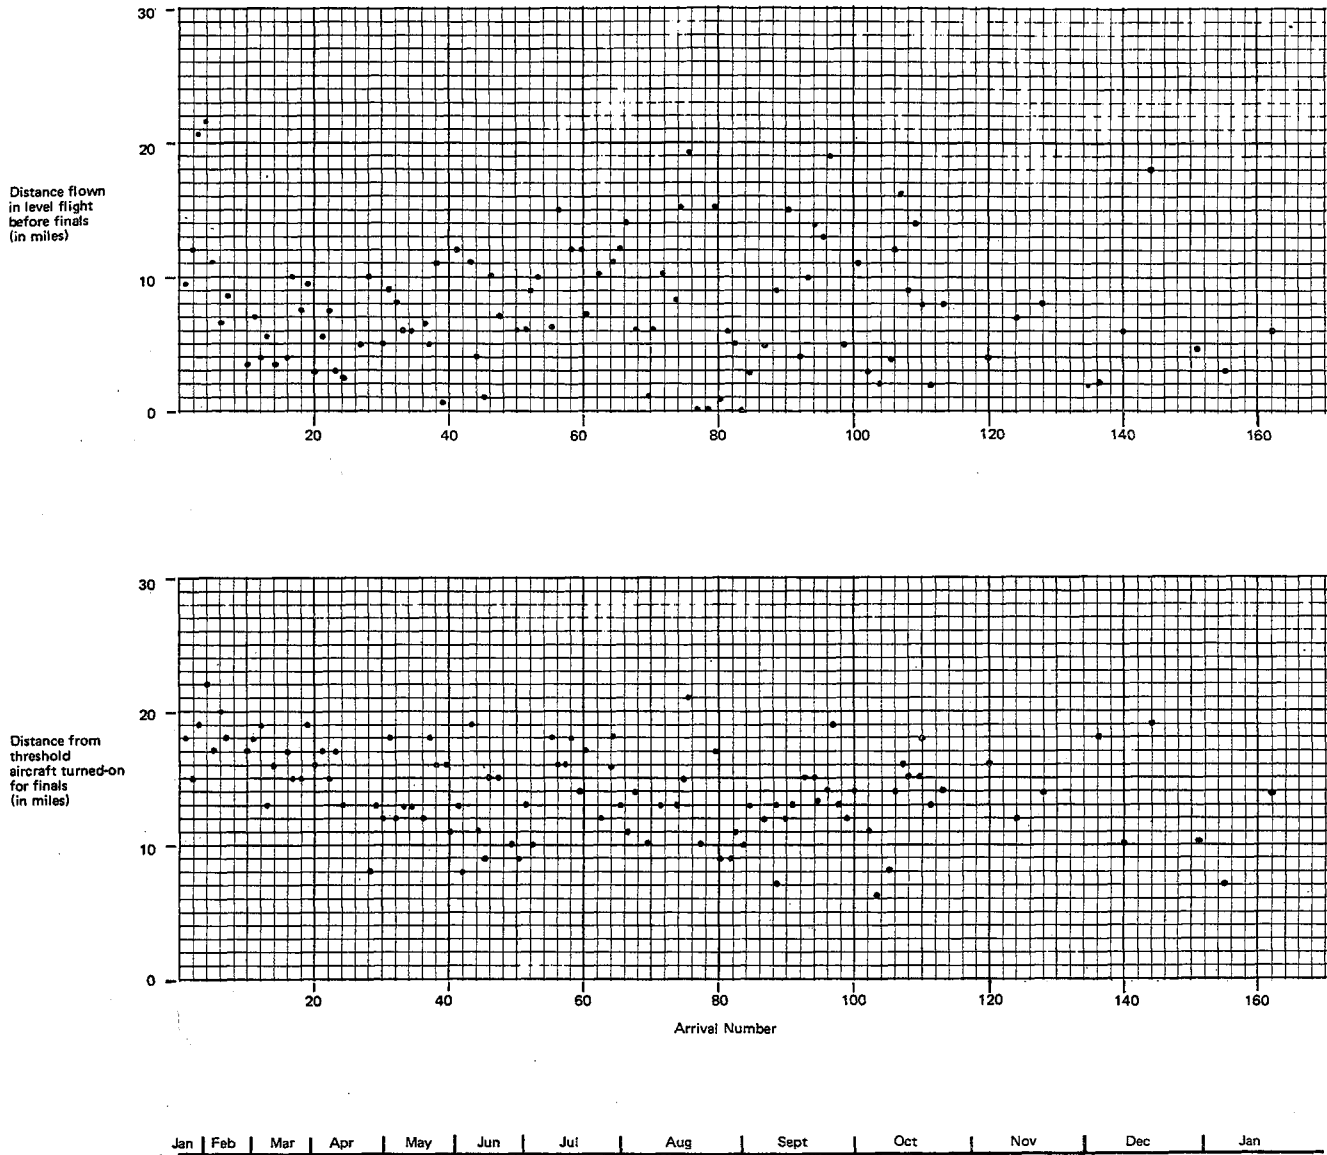 30
20
Distance flown
in level flight
before finals
(in miles)
10
0
20 40 60 80 100 120 140 160
30
20
Distance from
threshold
aircraft turned-on
for finals
(in miles)
10
0
20 40 60 80 100 120 140 160
Arrival Number
Jan Feb Mar Apr May Jun Jul Aug Sept Oct Nov Dec Jan